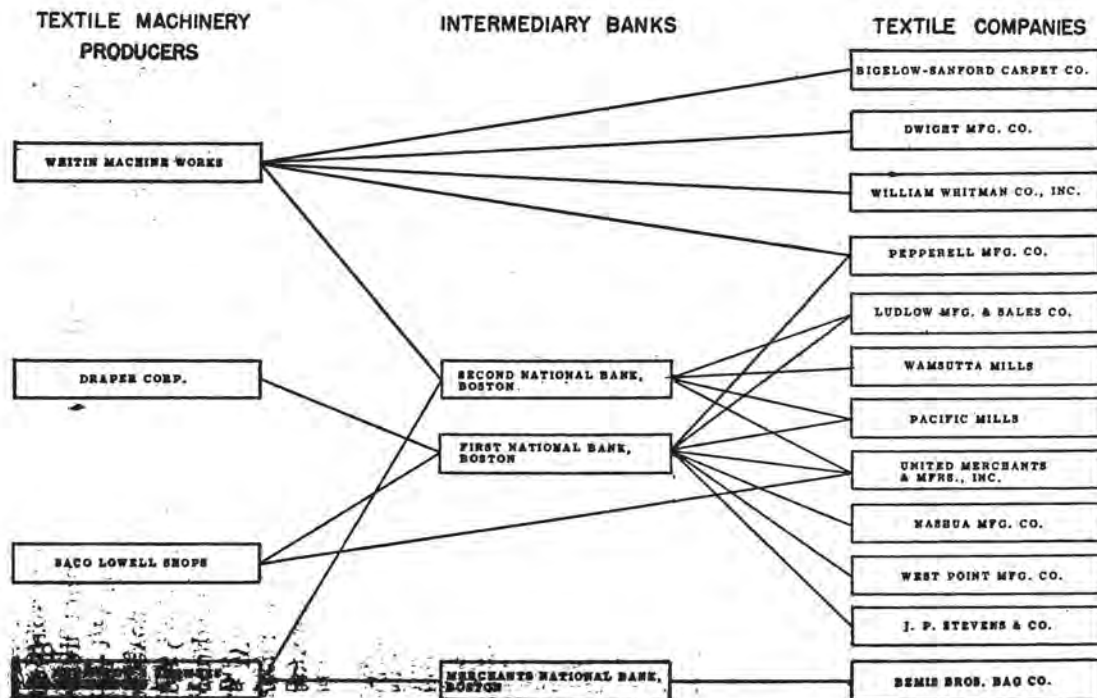 TEXTILE MACHINERY
PRODUCERS
INTERMEDIARY BANKS
TEXTILE COMPANIES
WHITIN MACHINE WORKS
DRAPER CORP.
SACO LOWELL SHOPS
SECOND NATIONAL BANK,
BOSTON
FIRST NATIONAL BANK,
BOSTON
MERCHANTS NATIONAL BANK,
BOSTON
BIGELOW-SANFORD CARPET CO.
DWIGHT MFG. CO.
WILLIAM WHITMAN CO., INC.
PEPPERELL MFG. CO.
LUDLOW MFG. & SALES CO.
WAMSUTTA MILLS
PACIFIC MILLS
UNITED MERCHANTS
& MFRS., INC.
NASHUA MFG. CO.
WEST POINT MFG. CO.
J. P. STEVENS & CO.
BEMIS BROS. BAG CO.